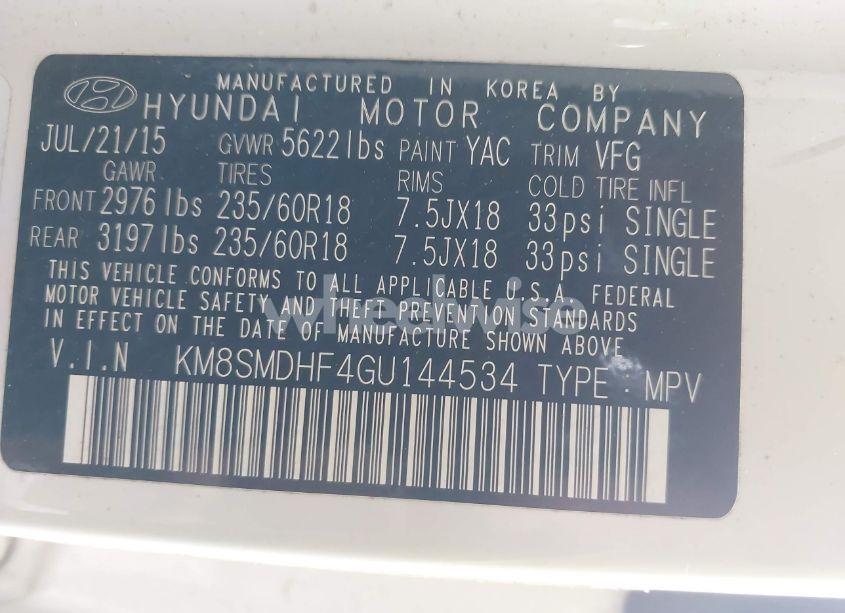 MANUFACTURED IN KOREA BY
HYUNDAI MOTOR COMPANY
JUL/21/15 GVWR 5622lbs PAINT YAC TRIM VFG
GAWR TIRES RIMS COLD TIRE INFL
FRONT 2976 lbs 235/60R18 7.5JX18 33psi SINGLE
REAR 3197lbs 235/60R18 7.5JX18 33psi SINGLE
THIS VEHICLE CONFORMS TO ALL APPLICABLE U.S.A. FEDERAL
MOTOR VEHICLE SAFETY AND THEFT PREVENTION STANDARDS
IN EFFECT ON THE DATE OF MANUFACTURE SHOWN ABOVE
V.I.N KM8SMDHF4GU144534 TYPE : MPV
wheelwise